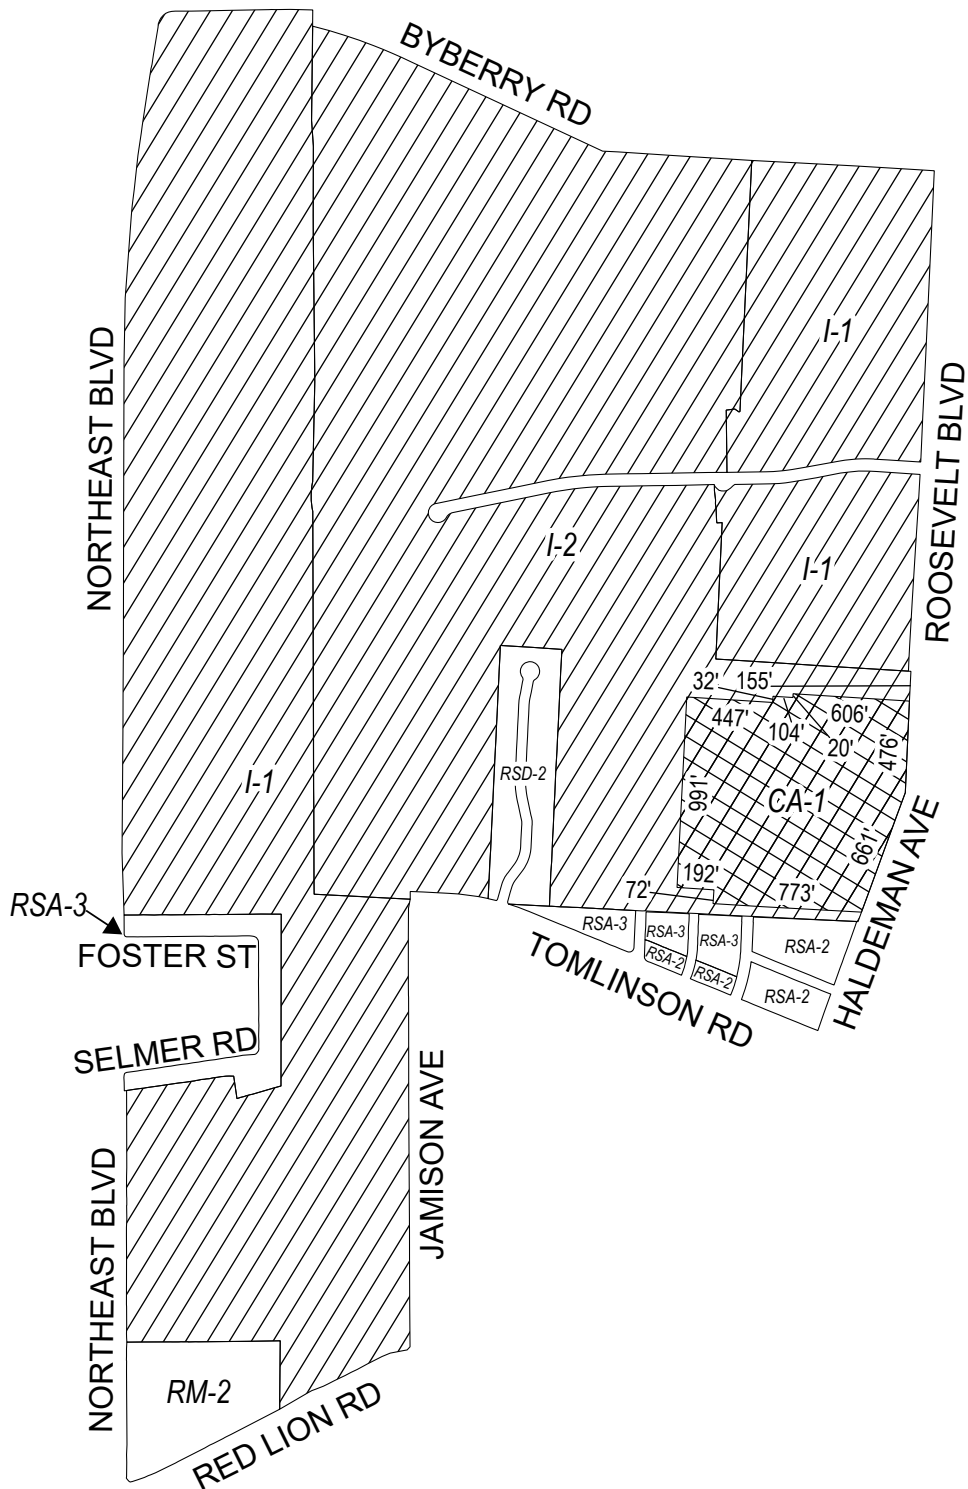 BYBERRY RD
I-1
NORTHEAST BLVD
ROOSEVELT BLVD
I-2
I-1
32'
155'
447'
104'
606'
20'
476'
RSD-2
I-1
991'
CA-1
661'
HALDEMAN AVE
192'
72'
773'
RSA-3
FOSTER ST
RSA-3
RSA-3
RSA-3
RSA-2
RSA-2
RSA-2
RSA-2
TOMLINSON RD
SELMER RD
JAMISON AVE
NORTHEAST BLVD
RM-2
RED LION RD